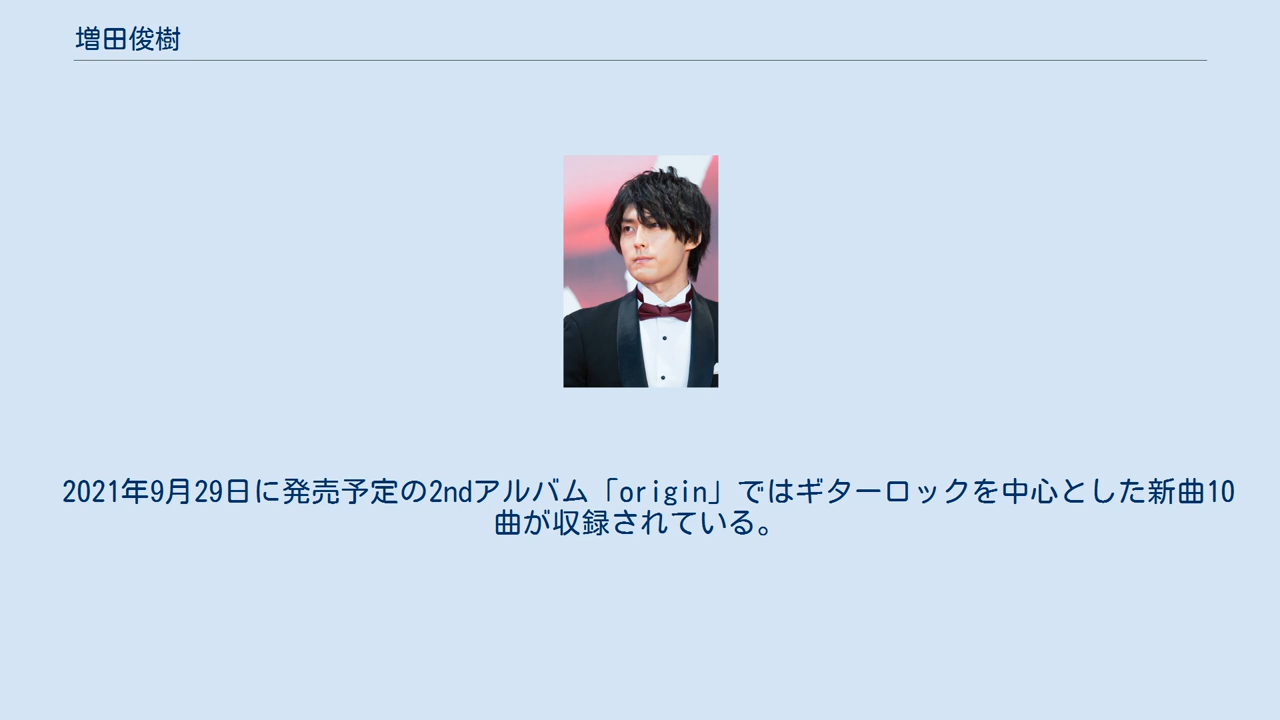 増田俊樹
2021年9月29日に発売予定の2ndアルバム「origin」ではギターロックを中心とした新曲10
曲が収録されている。